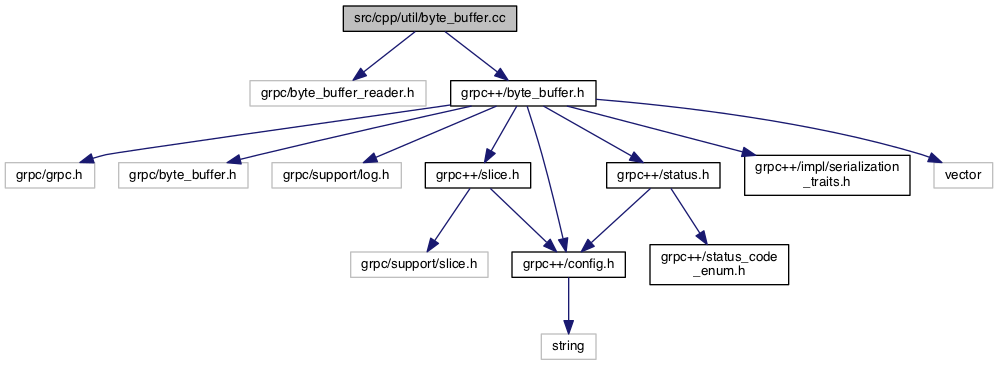 src/cpp/util/byte_buffer.cc
grpc/byte_buffer_reader.h
grpc++/byte_buffer.h
grpc/grpc.h
grpc/byte_buffer.h
grpc/support/log.h
grpc++/slice.h
grpc++/status.h
grpc++/impl/serialization
_traits.h
vector
grpc/support/slice.h
grpc++/config.h
grpc++/status_code
_enum.h
string